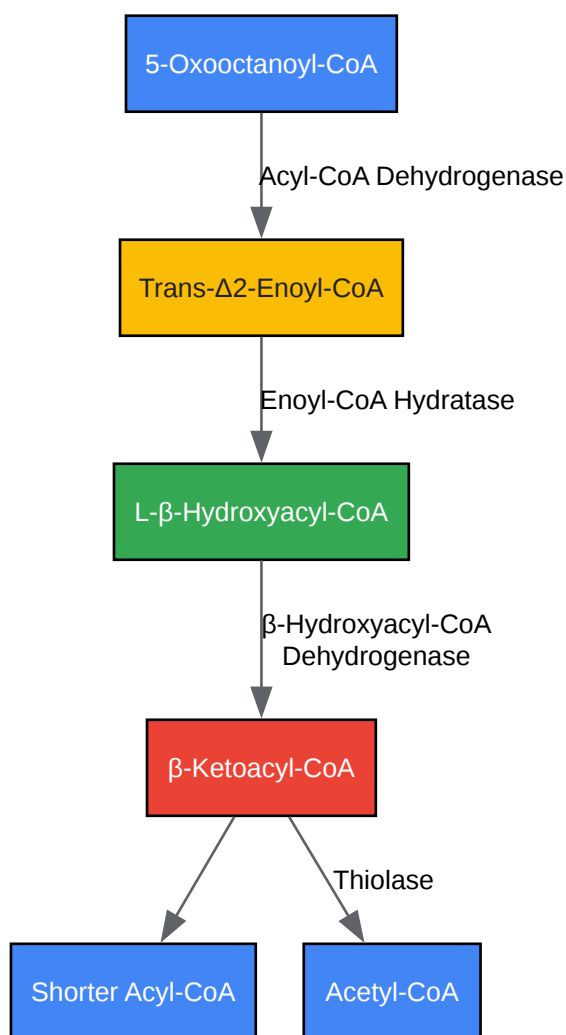 5-Oxooctanoyl-CoA
Acyl-CoA Dehydrogenase
Trans-Δ2-Enoyl-CoA
Enoyl-CoA Hydratase
L-β-Hydroxyacyl-CoA
β-Hydroxyacyl-CoA
Dehydrogenase
β-Ketoacyl-CoA
Thiolase
Shorter Acyl-CoA
Acetyl-CoA